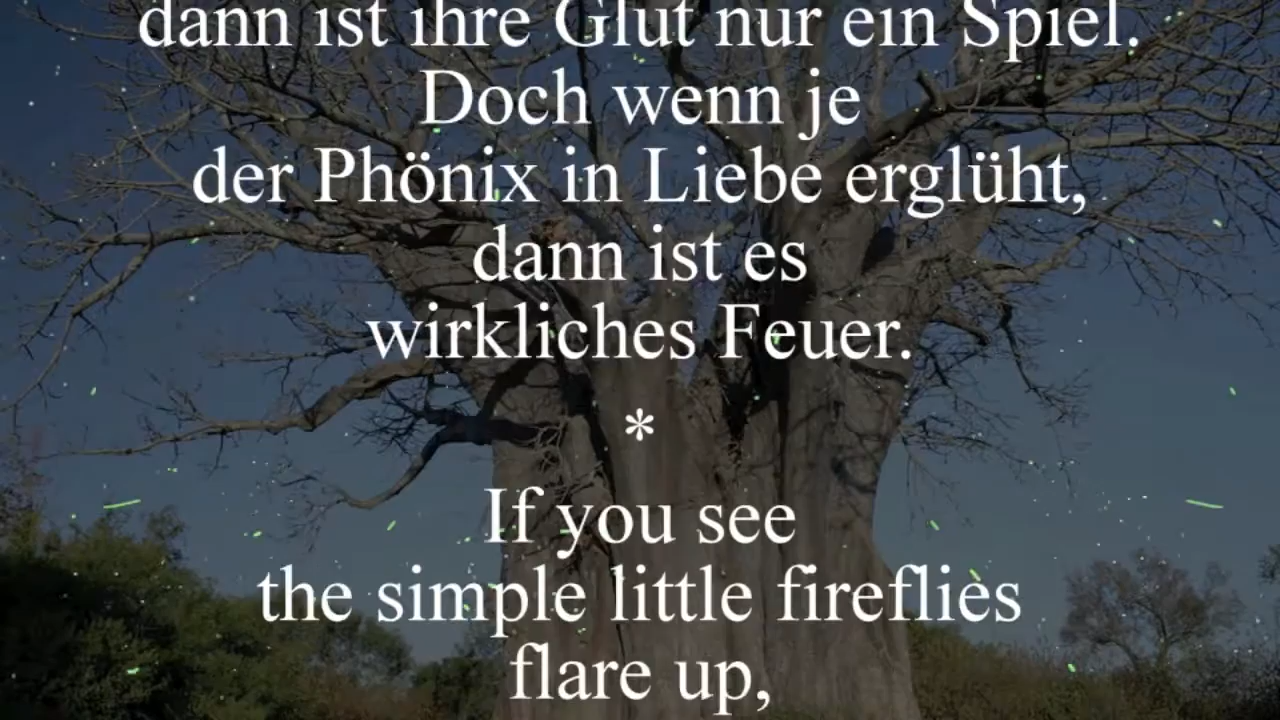 dann ist ihre Glut nur ein Spiel.
Doch wenn je
der Phönix in Liebe erglüht,
dann ist es
wirkliches Feuer.
*
If you see
the simple little fireflies
flare up,